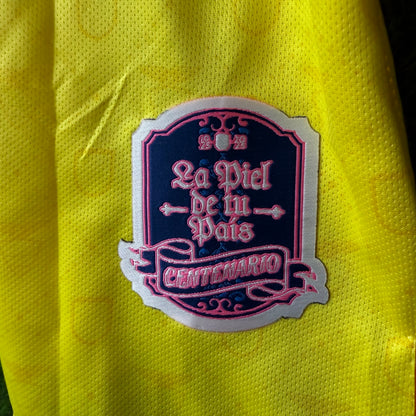 La Piel
de tu
País
CENTENARIO